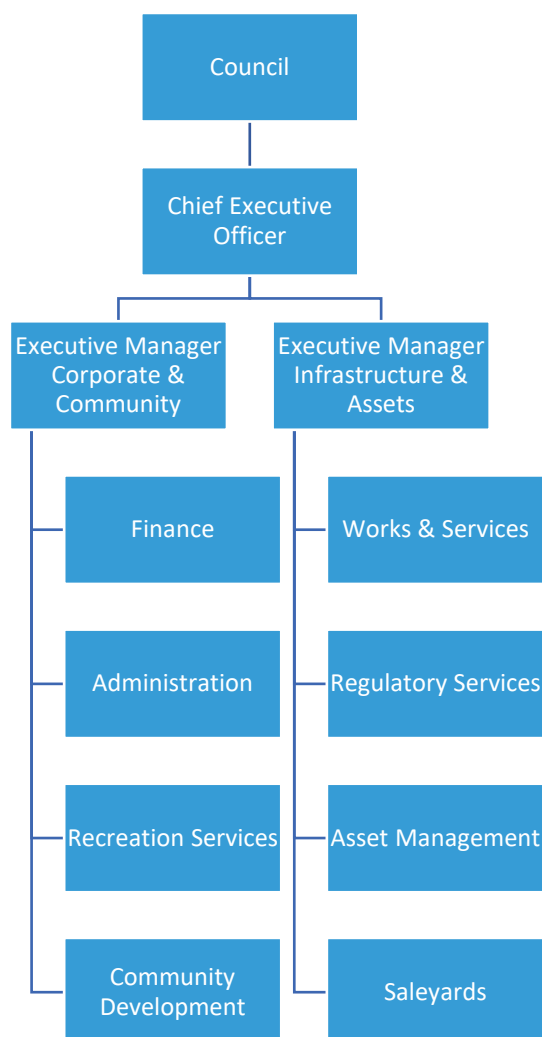 Council
Chief Executive
Officer
Executive Manager
Corporate &
Community
Executive Manager
Infrastructure &
Assets
Finance
Works & Services
Administration
Regulatory Services
Recreation Services
Asset Management
Community
Development
Saleyards